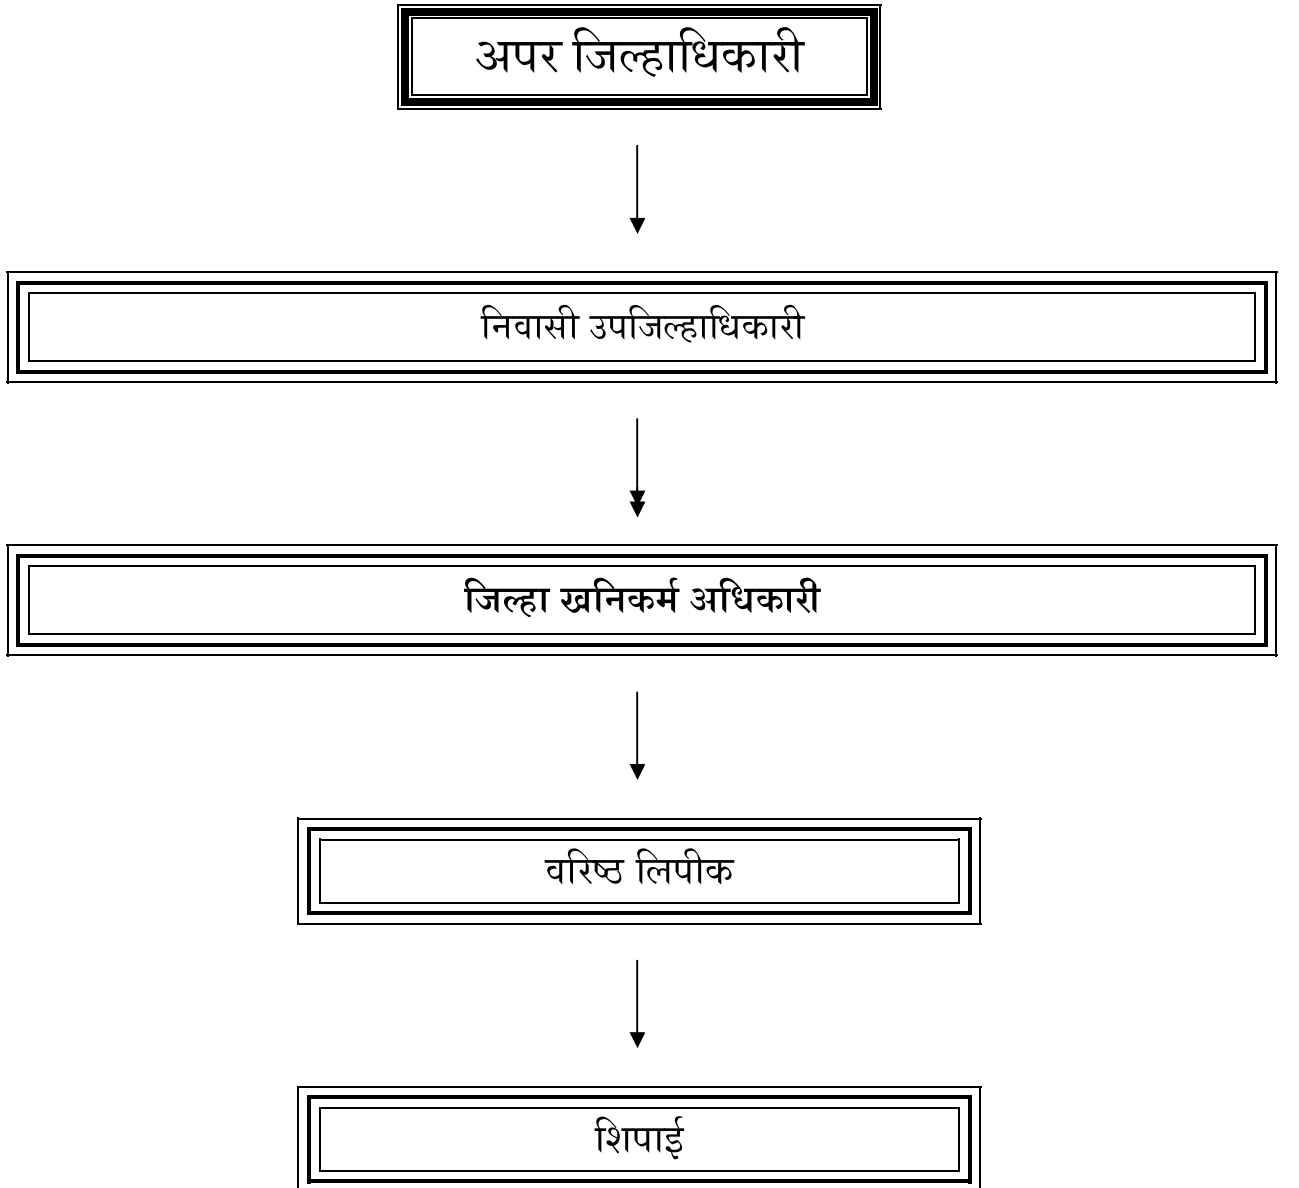 अपर जिल्हाधिकारी
निवासी उपजिल्हाधिकारी
जिल्हा खनिकर्म अधिकारी
वरिष्ठ लिपीक
शिपाई